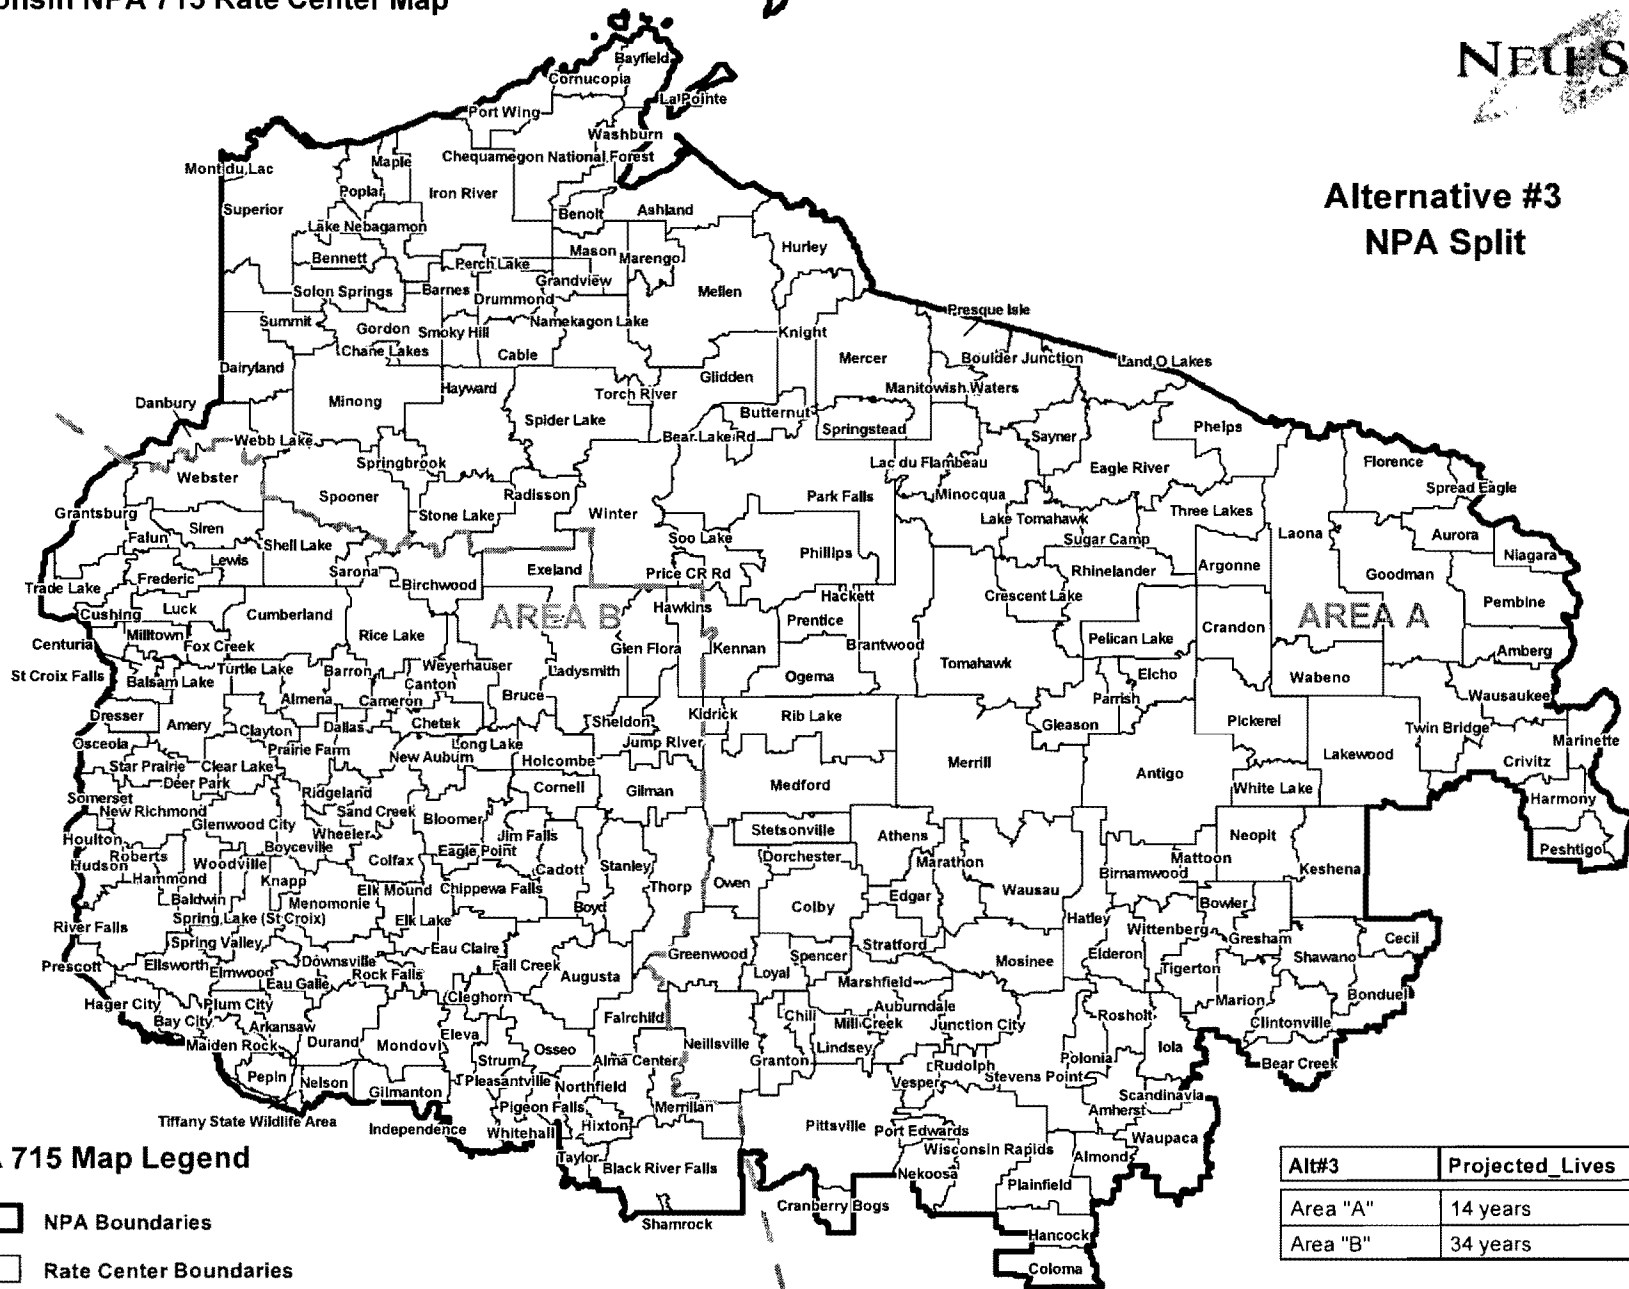 onsin NPA 715 Rate Center Map
NEUS
Alternative #3
NPA Split
Bayfield
Cornucopia
La Pointe
Port Wing
Washburn
Chequamegon National Forest
Mont du Lac
Maple
Poplar
Iron River
Superior
Benoit
Ashland
Lake Nebagamon
Hurley
Bennett
Mason
Marengo
Perch Lake
Grandview
Solon Springs
Barnes
Drummond
Mellen
Presque Isle
Summit
Gordon
Smoky Hill
Namekagon Lake
Knight
Chane Lakes
Cable
Mercer
Boulder Junction
Land O Lakes
Dairyland
Glidden
Hayward
Torch River
Manitowish Waters
Danbury
Minong
Butternut
Spider Lake
Springstead
Phelps
Webb Lake
Bear Lake Rd
Sayner
Webster
Springbrook
Lac du Flambeau
Eagle River
Florence
Spooner
Radisson
Park Falls
Minocqua
Spread Eagle
Grantsburg
Stone Lake
Winter
Lake Tomahawk
Three Lakes
Siren
Falun
Shell Lake
Soo Lake
Sugar Camp
Laona
Aurora
Lewis
Phillips
Niagara
Trade Lake
Frederic
Sarona
Birchwood
Exeland
Price CR Rd
Rhinelander
Argonne
Goodman
Hackett
Crescent Lake
Cushing
Luck
Cumberland
AREA B
Hawkins
Prentice
AREA A
Pembine
Centuria
Milltown
Fox Creek
Rice Lake
Glen Flora
Kennan
Brantwood
Pelican Lake
Crandon
Amberg
St Croix Falls
Balsam Lake
Turtle Lake
Barron
Weyerhauser
Canton
Ladysmith
Ogema
Tomahawk
Elcho
Wabeno
Dresser
Amery
Almena
Cameron
Bruce
Parrish
Wausaukee
Clayton
Dallas
Chetek
Sheldon
Kidrick
Rib Lake
Gleason
Pickerel
Twin Bridge
Osceola
Prairie Farm
Long Lake
Jump River
Lakewood
Marinette
Star Prairie
Clear Lake
New Auburn
Holcombe
Merrill
Antigo
Crivitz
Deer Park
Ridgeland
Cornell
Gilman
Medford
White Lake
Harmony
Somerset
New Richmond
Sand Creek
Bloomer
Glenwood City
Wheeler
Jim Falls
Stetsonville
Athens
Neopit
Houlton
Boyceville
Eagle Point
Peshtigo
Hudson
Roberts
Woodville
Colfax
Cadott
Stanley
Dorchester
Marathon
Mattoon
Birnamwood
Keshena
Hammond
Knapp
Elk Mound
Chippewa Falls
Thorp
Owen
Edgar
Wausau
Baldwin
Menomonie
Boyd
Colby
Bowler
Spring Lake (St Croix)
Elk Lake
Hatley
River Falls
Wittenberg
Gresham
Cecil
Spring Valley
Eau Claire
Greenwood
Spencer
Stratford
Elderon
Shawano
Prescott
Ellsworth
Elmwood
Downsville
Rock Falls
Fall Creek
Augusta
Loyal
Mosinee
Tigerton
Eau Galle
Marshfield
Hager City
Plum City
Cleghorn
Marion
Bonduel
Bay City
Arkansaw
Fairchild
Chili
Auburndale
Mill Creek
Junction City
Rosholt
Clintonville
Maiden Rock
Durand
Mondovi
Eleva
Osseo
Neillsville
Lindsey
Iola
Strum
Alma Center
Granton
Rudolph
Polonia
Bear Creek
Pepin
Nelson
Gilmanton
Pleasantville
Northfield
Vesper
Stevens Point
Scandinavia
Tiffany State Wildlife Area
Independence
Pigeon Falls
Merrillan
Pittsville
Port Edwards
Amherst
Whitehall
Hixton
Wisconsin Rapids
Waupaca
Taylor
Black River Falls
Nekoosa
Almond
Plainfield
Cranberry Bogs
Shamrock
Hancock
Coloma
A 715 Map Legend
NPA Boundaries
Rate Center Boundaries
Alt#3 Projected_Lives
Area "A" 14 years
Area "B" 34 years